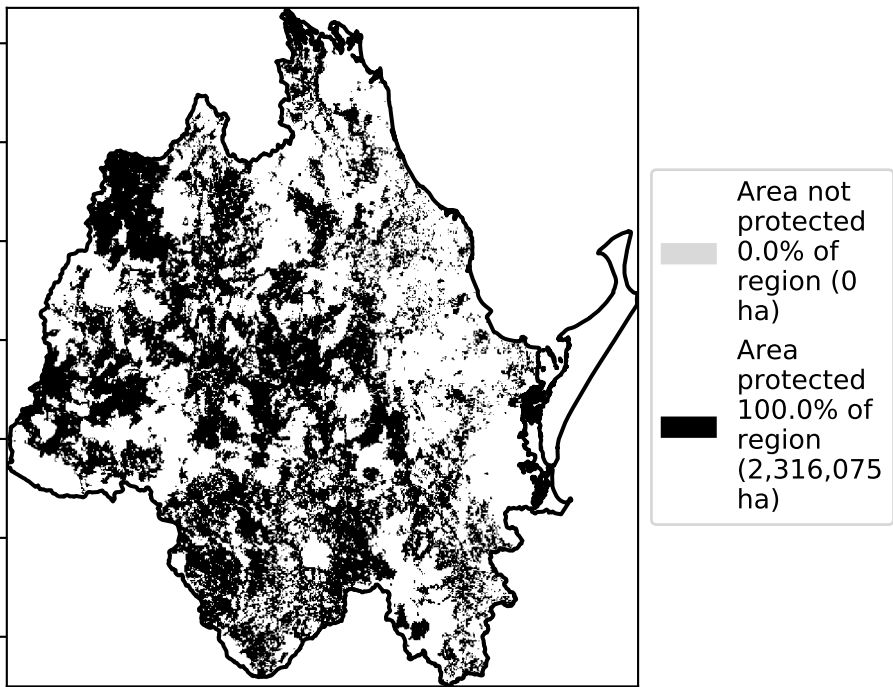 Area not
protected
0.0% of
region (0
ha)
Area
protected
100.0% of
region
(2,316,075
ha)